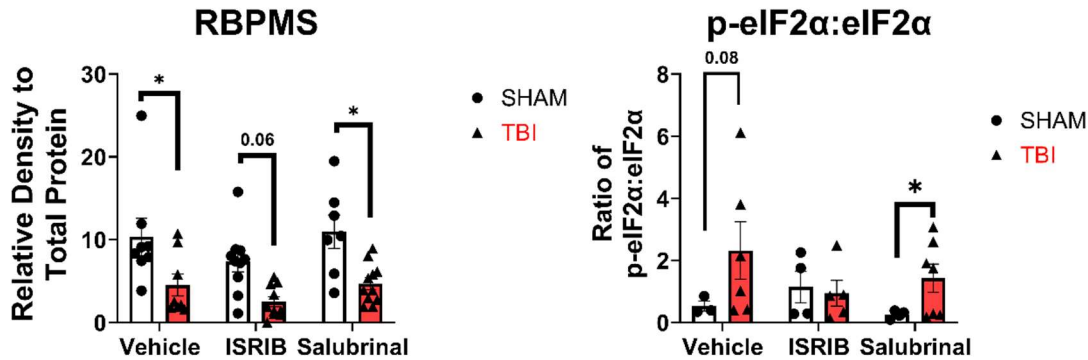 RBPMS
Relative Density to
Total Protein
30
20
10
0
*
0.06
*
Vehicle
ISRIB
Salubrinal
SHAM
TBI
p-eIF2α:eIF2α
Ratio of
p-eIF2α:eIF2α
8
6
4
2
0
0.08
*
Vehicle
ISRIB
Salubrinal
SHAM
TBI